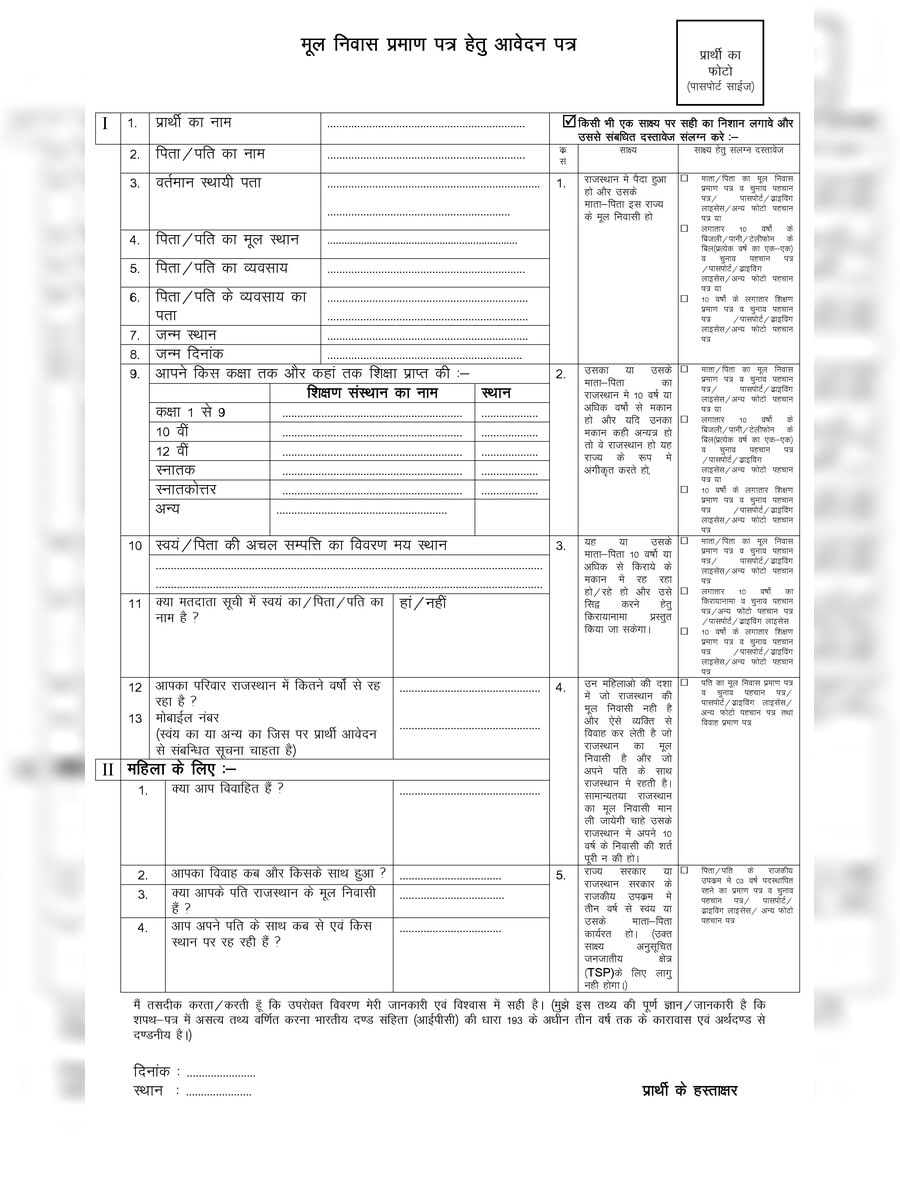 मूल निवास प्रमाण पत्र हेतु आवेदन पत्र
प्रार्थी का
फोटो
(पासपोर्ट साईज)
I
1. प्रार्थी का नाम ..................
2. पिता/पति का नाम ..................
3. वर्तमान स्थायी पता ..................
..................
4. पिता/पति का मूल स्थान ..................
5. पिता/पति का व्यवसाय ..................
6. पिता/पति के व्यवसाय का ..................
पता ..................
7. जन्म स्थान ..................
8. जन्म दिनांक ..................
9. आपने किस कक्षा तक और कहां तक शिक्षा प्राप्त की :–
शिक्षण संस्थान का नाम स्थान
कक्षा 1 से 9 .................. ..................
10 वीं .................. ..................
12 वीं .................. ..................
स्नातक .................. ..................
स्नातकोत्तर .................. ..................
अन्य ..................
10 स्वयं/पिता की अचल सम्पत्ति का विवरण मय स्थान
..................
..................
11 क्या मतदाता सूची में स्वयं का/पिता/पति का हां/नहीं
नाम है ?
12 आपका परिवार राजस्थान में कितने वर्षो से रह ..................
रहा है ?
13 मोबाईल नंबर
(स्वंय का या अन्य का जिस पर प्रार्थी आवेदन ..................
से संबन्धित सूचना चाहता है)
II महिला के लिए :–
1. क्या आप विवाहित हैं ? ..................
2. आपका विवाह कब और किसके साथ हुआ ? ..................
3. क्या आपके पति राजस्थान के मूल निवासी ..................
हैं ?
4. आप अपने पति के साथ कब से एवं किस ..................
स्थान पर रह रही हैं ?
☑ किसी भी एक साक्ष्य पर सही का निशान लगावे और
उससे संबधित दस्तावेज संलग्न करे :–
क्र. साक्ष्य साक्ष्य हेतु संलग्न दस्तावेज
सं.
1. राजस्थान मे पैदा हुआ
हो और उसके
माता–पिता इस राज्य
के मूल निवासी हो
☐ माता/पिता का मूल निवास
प्रमाण पत्र व चुनाव पहचान
पत्र/ पासपोर्ट/ड्राइविंग
लाइसेंस/अन्य फोटो पहचान
पत्र या
☐ लगातार 10 वर्षो के
बिजली/पानी/टेलीफोन के
बिल(प्रत्येक वर्ष का एक–एक)
व चुनाव पहचान पत्र
/पासपोर्ट/ड्राइविंग
लाइसेंस/अन्य फोटो पहचान
पत्र या
☐ 10 वर्षो के लगातार शिक्षण
प्रमाण पत्र व चुनाव पहचान
पत्र /पासपोर्ट/ड्राइविंग
लाइसेंस/अन्य फोटो पहचान
पत्र
2. उसका या उसके
माता–पिता का
राजस्थान मे 10 वर्ष या
अधिक वर्षो से मकान
हो और यदि उनका
मकान कही अन्यत्र हो
तो वे राजस्थान हो यह
राज्य के रूप मे
अगीकृत करते हो,
☐ माता/पिता का मूल निवास
प्रमाण पत्र व चुनाव पहचान
पत्र/ पासपोर्ट/ड्राइविंग
लाइसेंस/अन्य फोटो पहचान
पत्र या
☐ लगातार 10 वर्षो के
बिजली/पानी/टेलीफोन के
बिल(प्रत्येक वर्ष का एक–एक)
व चुनाव पहचान पत्र
/पासपोर्ट/ड्राइविंग
लाइसेंस/अन्य फोटो पहचान
पत्र या
☐ 10 वर्षो के लगातार शिक्षण
प्रमाण पत्र व चुनाव पहचान
पत्र /पासपोर्ट/ड्राइविंग
लाइसेंस/अन्य फोटो पहचान
पत्र
3. यह या उसके
माता–पिता 10 वर्षो या
अधिक से किराये के
मकान मे रह रहा
हो/रहे हो और उसे
सिद्व करने हेतु
किरायानामा प्रस्तुत
किया जा सकेगा।
☐ माता/पिता का मूल निवास
प्रमाण पत्र व चुनाव पहचान
पत्र/ पासपोर्ट/ड्राइविंग
लाइसेंस/अन्य फोटो पहचान
पत्र
☐ लगातार 10 वर्षो का
किरायानामा व चुनाव पहचान
पत्र/अन्य फोटो पहचान पत्र
/पासपोर्ट/ड्राइविंग लाइसेस
☐ 10 वर्षो के लगातार शिक्षण
प्रमाण पत्र व चुनाव पहचान
पत्र /पासपोर्ट/ड्राइविंग
लाइसेंस/अन्य फोटो पहचान
पत्र
4. उन महिलाओ की दशा
मे जो राजस्थान की
मूल निवासी नही है
और ऐसे व्यक्ति से
विवाह कर लेती है जो
राजस्थान का मूल
निवासी है और जो
अपने पति के साथ
राजस्थान मे रहती है।
सामान्यतया राजस्थान
का मूल निवासी मान
ली जायेगी चाहे उसके
राजस्थान मे अपने 10
वर्ष के निवासी की शर्त
पूरी न की हो।
☐ पति का मूल निवास प्रमाण पत्र
व चुनाव पहचान पत्र/
पासपोर्ट/ड्राइविंग लाइसेंस/
अन्य फोटो पहचान पत्र तथा
विवाह प्रमाण पत्र
5. राज्य सरकार या
राजस्थान सरकार के
राजकीय उपक्रम में
तीन वर्ष से स्वंय या
उसके माता–पिता
कार्यरत हो। (उक्त
साक्ष्य अनुसूचित
जनजातीय क्षेत्र
(TSP)के लिए लागु
नही होगा।)
☐ पिता/पति के राजकीय
उपक्रम में 03 वर्ष पदस्थापित
रहने का प्रमाण पत्र व चुनाव
पहचान पत्र/ पासपोर्ट/
ड्राइविंग लाइसेंस/ अन्य फोटो
पहचान पत्र
मैं तसदीक करता/करती हूँ कि उपरोक्त विवरण मेरी जानकारी एवं विश्वास में सही है। (मुझे इस तथ्य की पूर्ण ज्ञान/जानकारी है कि
शपथ–पत्र में असत्य तथ्य वर्णित करना भारतीय दण्ड संहिता (आईपीसी) की धारा 193 के अधीन तीन वर्ष तक के कारावास एवं अर्थदण्ड से
दण्डनीय है।)
दिनांक : ..................
स्थान : ..................
प्रार्थी के हस्ताक्षर